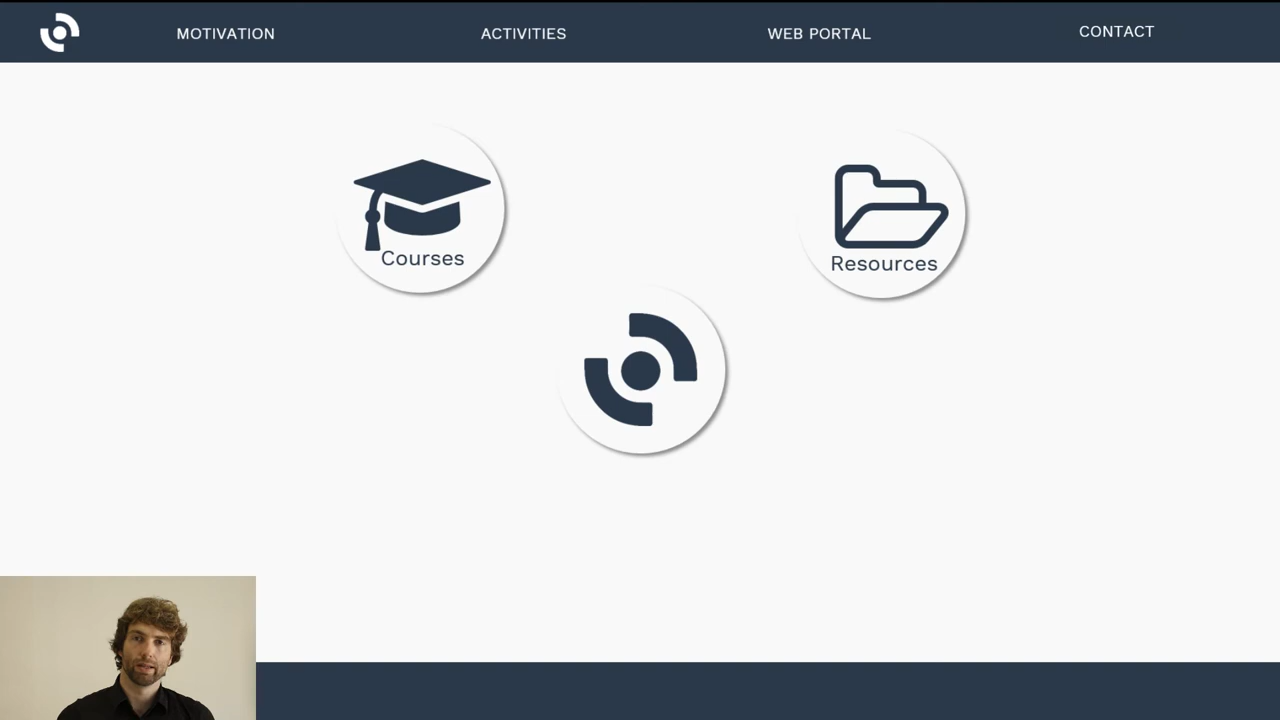 MOTIVATION
ACTIVITIES
WEB PORTAL
CONTACT
Courses
Resources